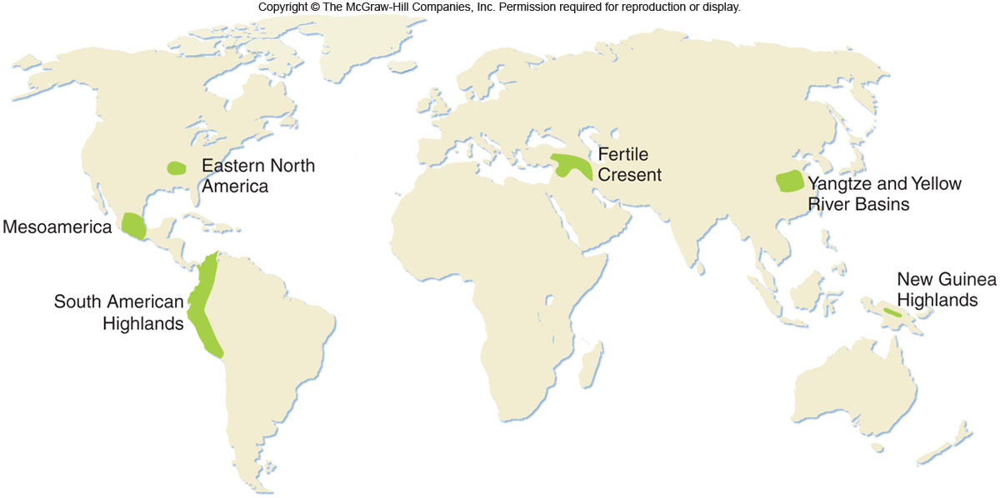 Copyright © The McGraw-Hill Companies, Inc. Permission required for reproduction or display.
Eastern North
America
Mesoamerica
South American
Highlands
Fertile
Cresent
Yangtze and Yellow
River Basins
New Guinea
Highlands